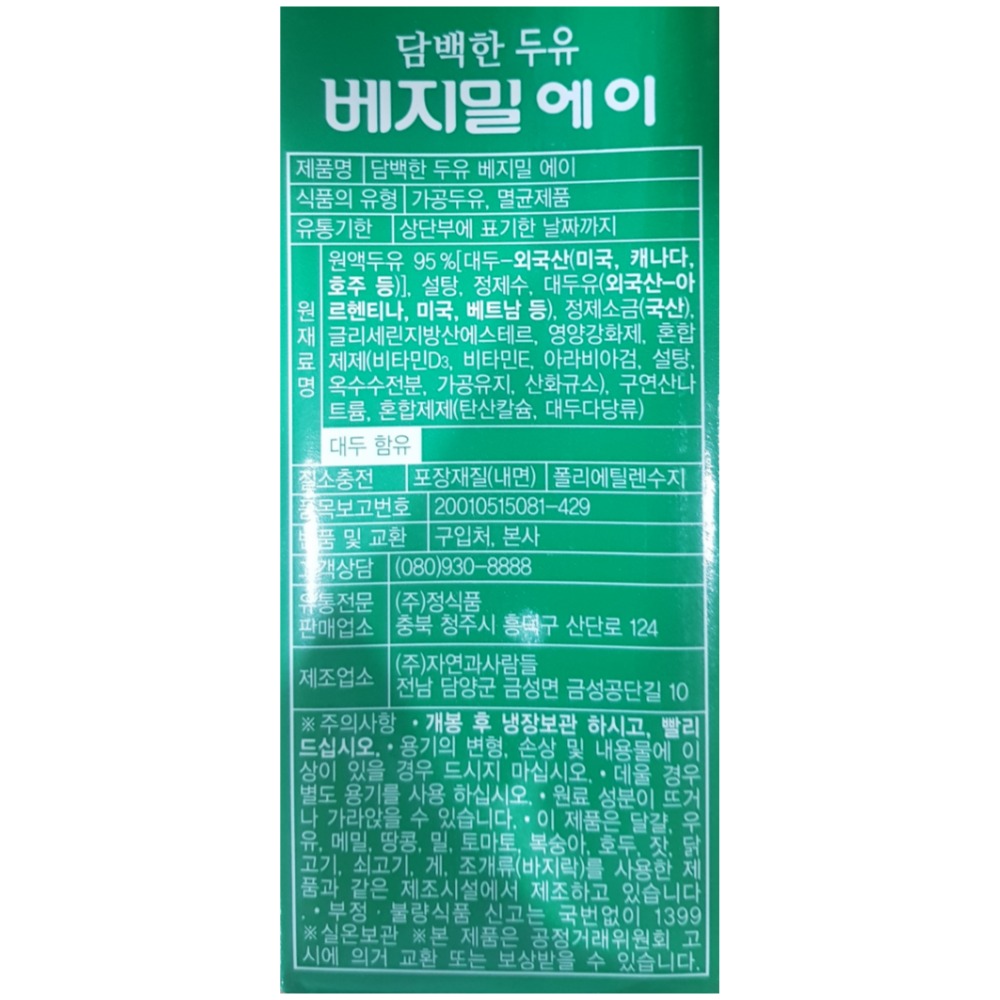 담백한 두유
베지밀 에이
제품명 담백한 두유 베지밀 에이
식품의 유형 가공두유, 멸균제품
유통기한 상단부에 표기한 날짜까지
원재료명
원액두유 95%[대두-외국산(미국, 캐나다,
호주 등)], 설탕, 정제수, 대두유(외국산-아
르헨티나, 미국, 베트남 등), 정제소금(국산),
글리세린지방산에스테르, 영양강화제, 혼합
제제(비타민D₃, 비타민E, 아라비아검, 설탕,
옥수수전분, 가공유지, 산화규소), 구연산나
트륨, 혼합제제(탄산칼슘, 대두다당류)
대두 함유
질소충전 포장재질(내면) 폴리에틸렌수지
품목보고번호 20010515081-429
반품 및 교환 구입처, 본사
고객상담 (080)930-8888
유통전문 (주)정식품
판매업소 충북 청주시 흥덕구 산단로 124
제조업소 (주)자연과사람들
전남 담양군 금성면 금성공단길 10
※주의사항 •개봉 후 냉장보관 하시고, 빨리
드십시오. •용기의 변형, 손상 및 내용물에 이
상이 있을 경우 드시지 마십시오. •데울 경우
별도 용기를 사용 하십시오. •원료 성분이 뜨거
나 가라앉을 수 있습니다. •이 제품은 달걀, 우
유, 메밀, 땅콩, 밀, 토마토, 복숭아, 호두, 잣, 닭
고기, 쇠고기, 게, 조개류(바지락)를 사용한 제
품과 같은 제조시설에서 제조하고 있습니다
. •부정·불량식품 신고는 국번없이 1399
※실온보관 ※본 제품은 공정거래위원회 고
시에 의거 교환 또는 보상받을 수 있습니다.